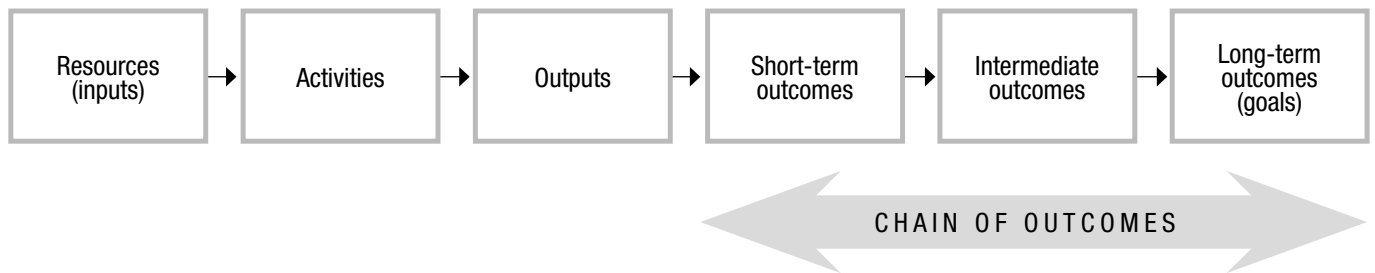 Resources
(inputs)
Activities
Outputs
Short-term
outcomes
Intermediate
outcomes
Long-term
outcomes
(goals)
CHAIN OF OUTCOMES